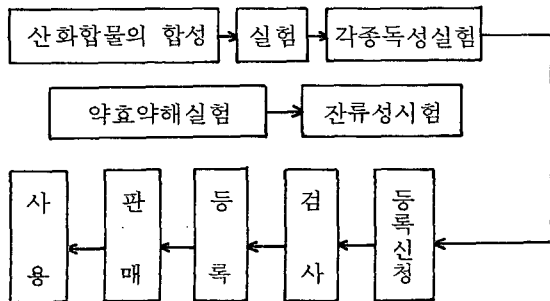 산화합물의 합성 실험 각종독성실험
약효약해실험 잔류성시험
사용 판매 등록 검사 등록신청